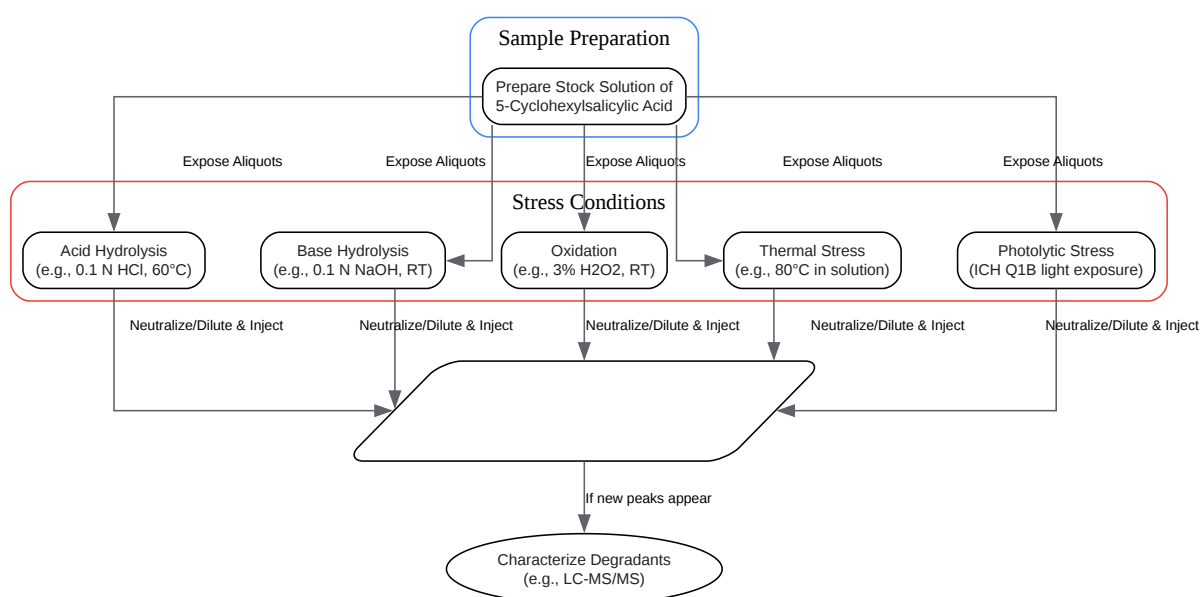 Sample Preparation
Prepare Stock Solution of
5-Cyclohexylsalicylic Acid
Expose Aliquots
Expose Aliquots
Expose Aliquots
Expose Aliquots
Expose Aliquots
Stress Conditions
Acid Hydrolysis
(e.g., 0.1 N HCl, 60°C)
Base Hydrolysis
(e.g., 0.1 N NaOH, RT)
Oxidation
(e.g., 3% H2O2, RT)
Thermal Stress
(e.g., 80°C in solution)
Photolytic Stress
(ICH Q1B light exposure)
Neutralize/Dilute & Inject
Neutralize/Dilute & Inject
Neutralize/Dilute & Inject
Neutralize/Dilute & Inject
Neutralize/Dilute & Inject
If new peaks appear
Characterize Degradants
(e.g., LC-MS/MS)